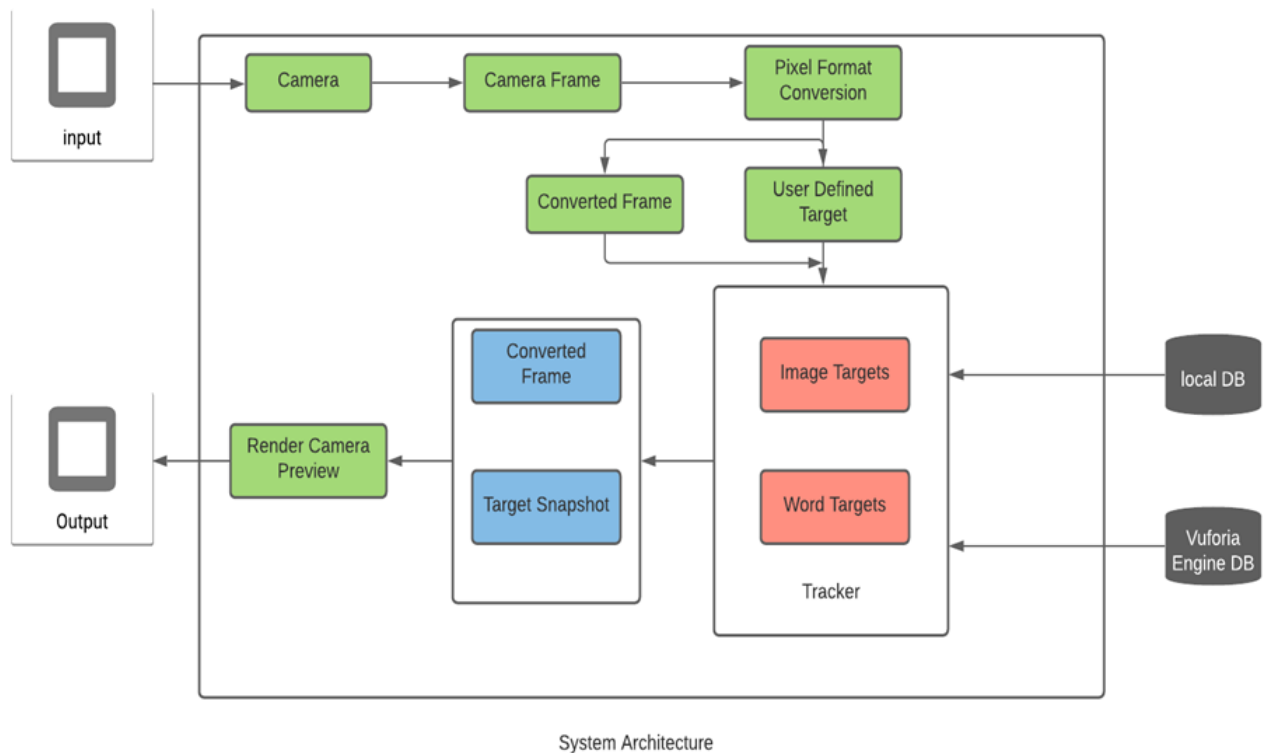 input
Camera
Camera Frame
Pixel Format
Conversion
Converted Frame
User Defined
Target
Converted
Frame
Image Targets
local DB
Render Camera
Preview
Output
Target Snapshot
Word Targets
Vuforia
Engine DB
Tracker
System Architecture